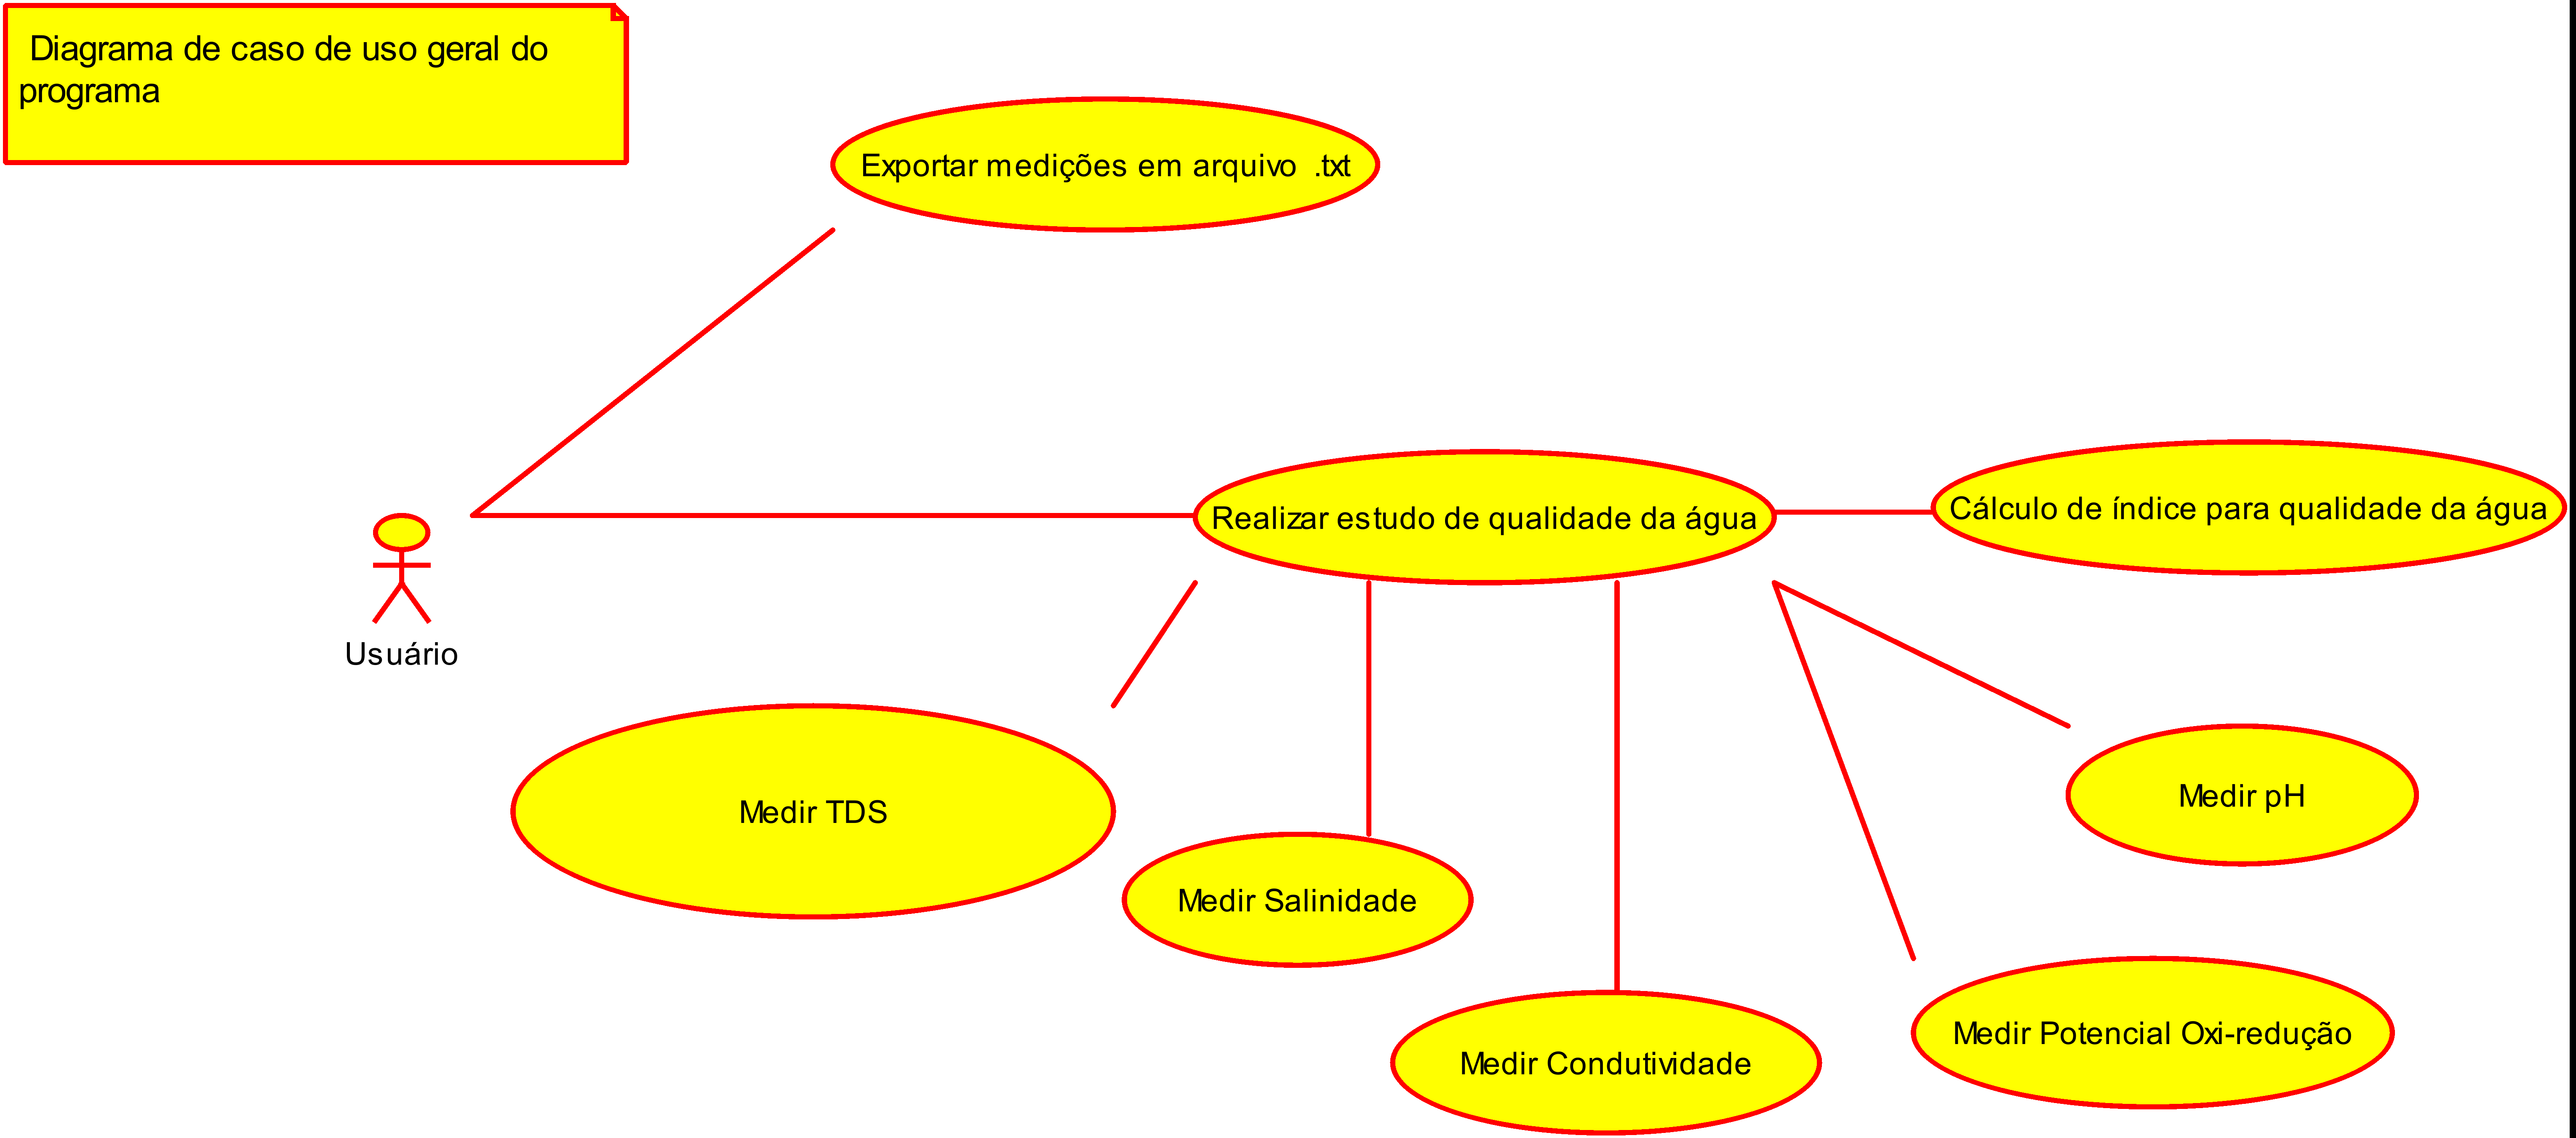 Diagrama de caso de uso geral do
programa
Exportar medições em arquivo .txt
Realizar estudo de qualidade da água
Cálculo de índice para qualidade da água
Usuário
Medir TDS
Medir pH
Medir Salinidade
Medir Potencial Oxi-redução
Medir Condutividade